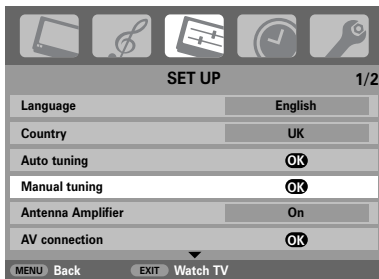 SET UP 1/2
Language English
Country UK
Auto tuning OK
Manual tuning OK
Antenna Amplifier On
AV connection OK
MENU Back EXIT Watch TV